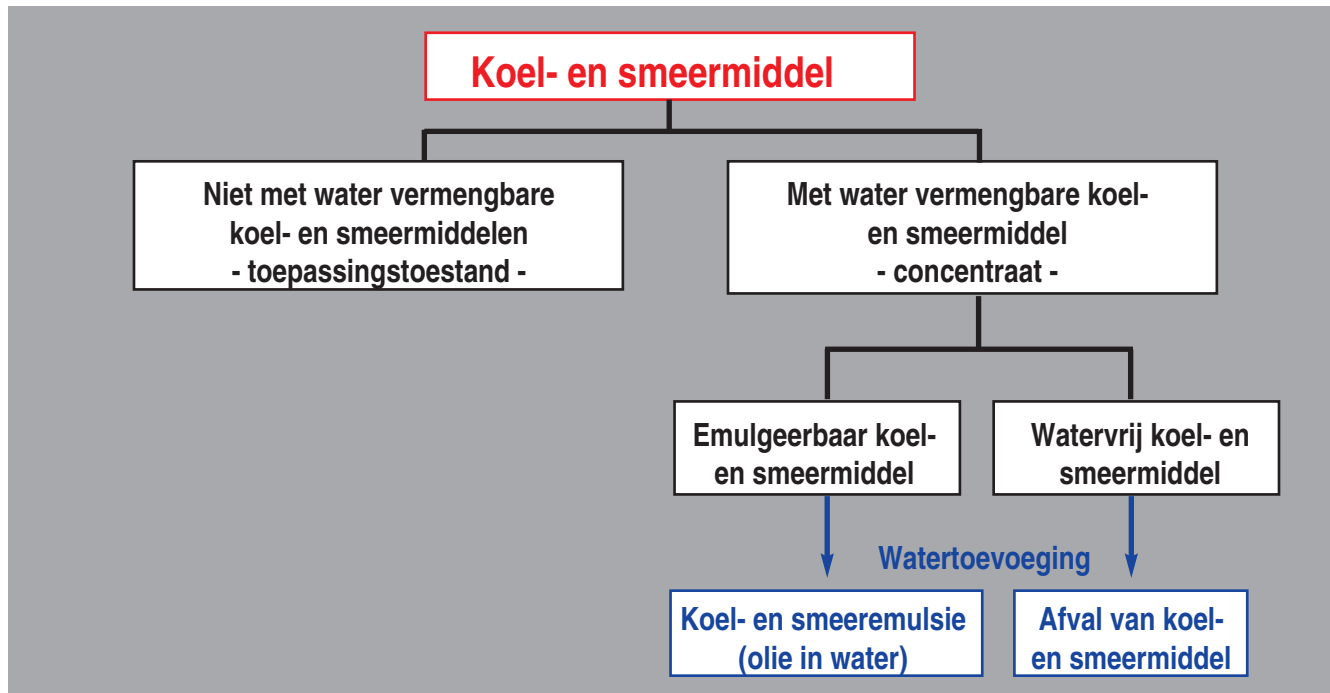 Koel- en smeermiddel
Niet met water vermengbare
koel- en smeermiddelen
- toepassingstoestand -
Met water vermengbare koel-
en smeermiddel
- concentraat -
Emulgeerbaar koel-
en smeermiddel
Watervrij koel- en
smeermiddel
Watertoevoeging
Koel- en smeeremulsie
(olie in water)
Afval van koel-
en smeermiddel